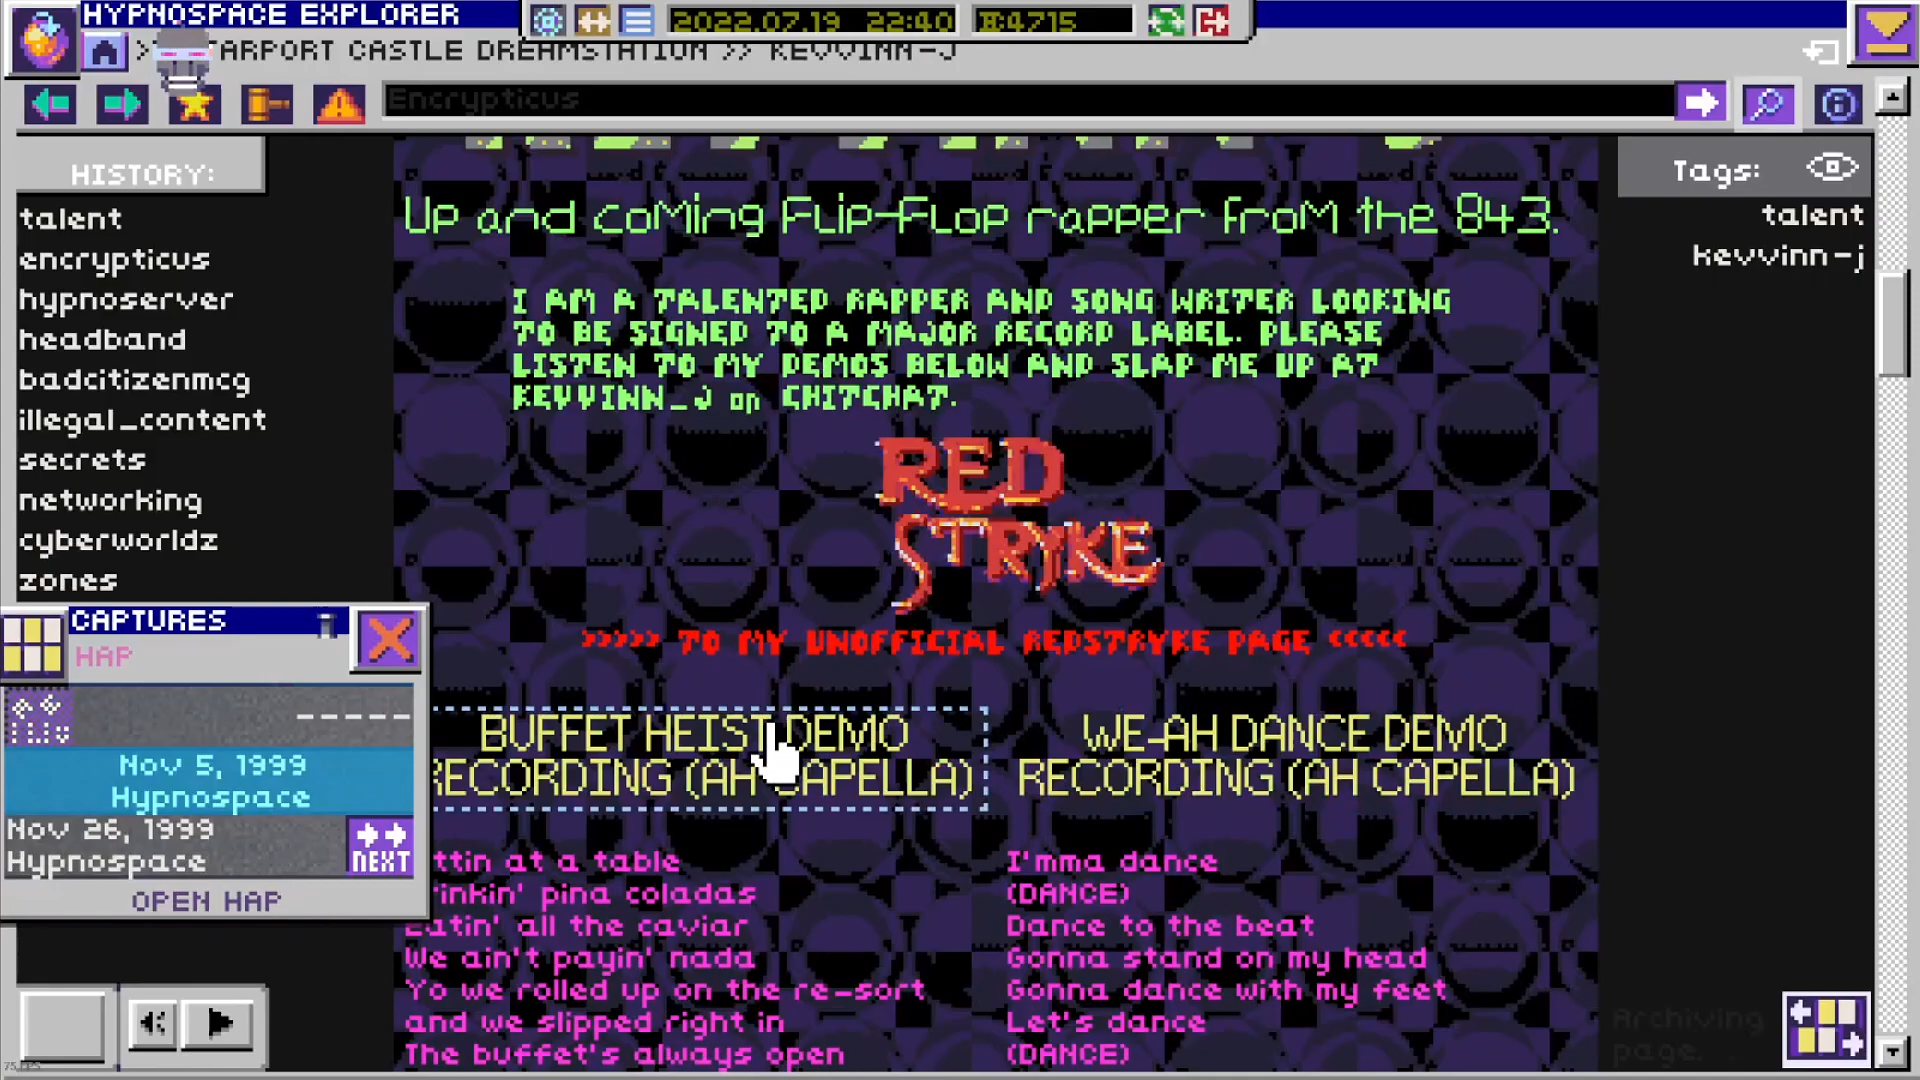 HYPNOSPACE EXPLORER
2022.07.19 22:40
4715
ARPORT CASTLE DREAMSTATION >> KEVVINN-J
Encrypticus
HISTORY:
talent
encrypticus
hypnoserver
headband
badcitizenmcg
illegal_content
secrets
networking
cyberworldz
zones
CAPTURES
HAP
-----
Nov 5, 1999
Hypnospace
Nov 26, 1999
Hypnospace
NEXT
OPEN HAP
Up and coming Flip-Flop rapper from the 843.
I AM A TALENTED RAPPER AND SONG WRITER LOOKING
TO BE SIGNED TO A MAJOR RECORD LABEL. PLEASE
LISTEN TO MY DEMOS BELOW AND SLAP ME UP AT
KEVVINN_J on CHITCHAT.
RED
STRYKE
>>>>> TO MY UNOFFICIAL REDSTRYKE PAGE <<<<<
BUFFET HEIST DEMO
RECORDING (AH CAPELLA)
ttin at a table
rinkin' pina coladas
Eatin' all the caviar
We ain't payin' nada
Yo we rolled up on the re-sort
and we slipped right in
The buffet's always open
WE-AH DANCE DEMO
RECORDING (AH CAPELLA)
I'mma dance
(DANCE)
Dance to the beat
Gonna stand on my head
Gonna dance with my feet
Let's dance
(DANCE)
Tags:
talent
kevvinn-j
Archiving
page.